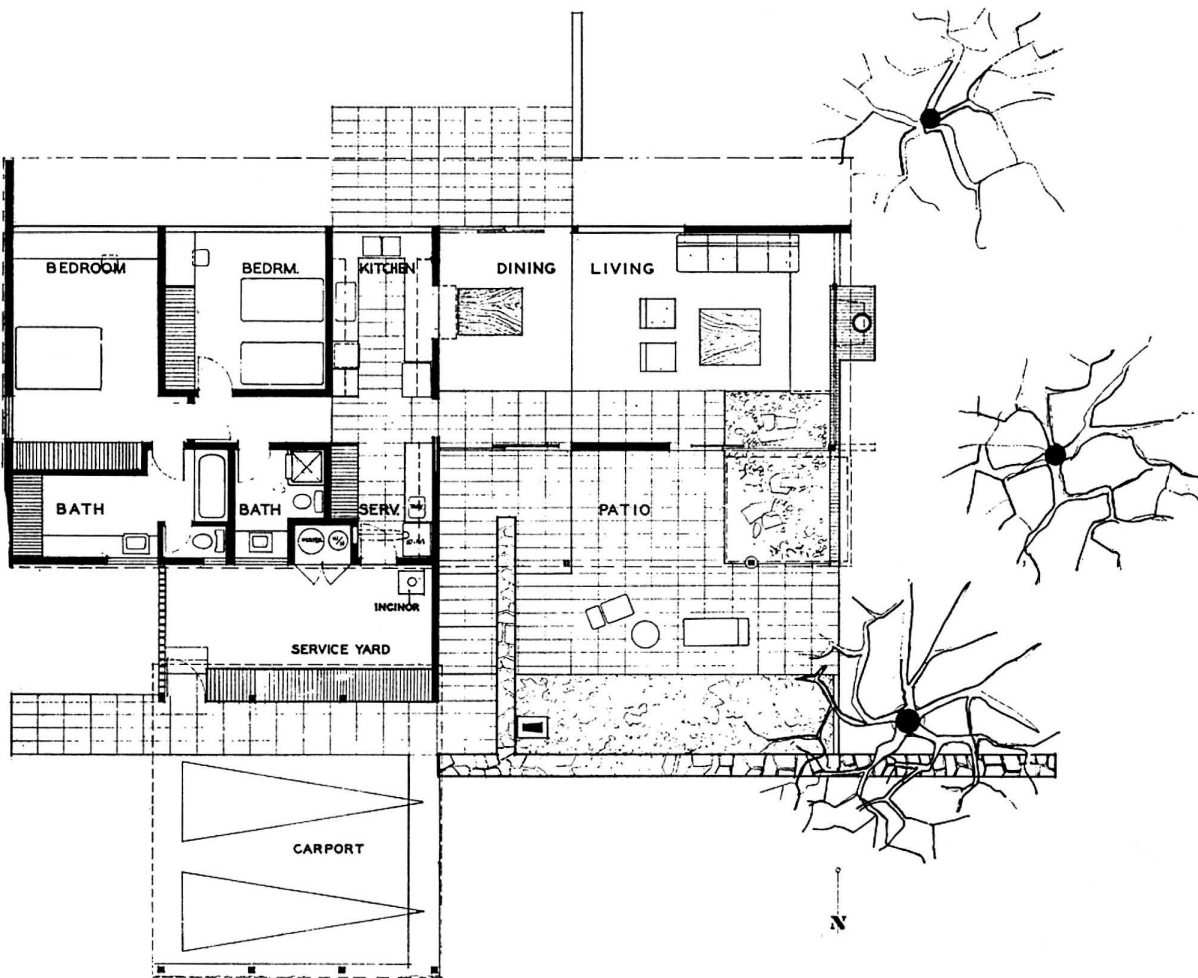 BEDROOM
BEDRM.
KITCHEN
DINING
LIVING
BATH
BATH
SERV.
PATIO
INCINOR
SERVICE YARD
CARPORT
N